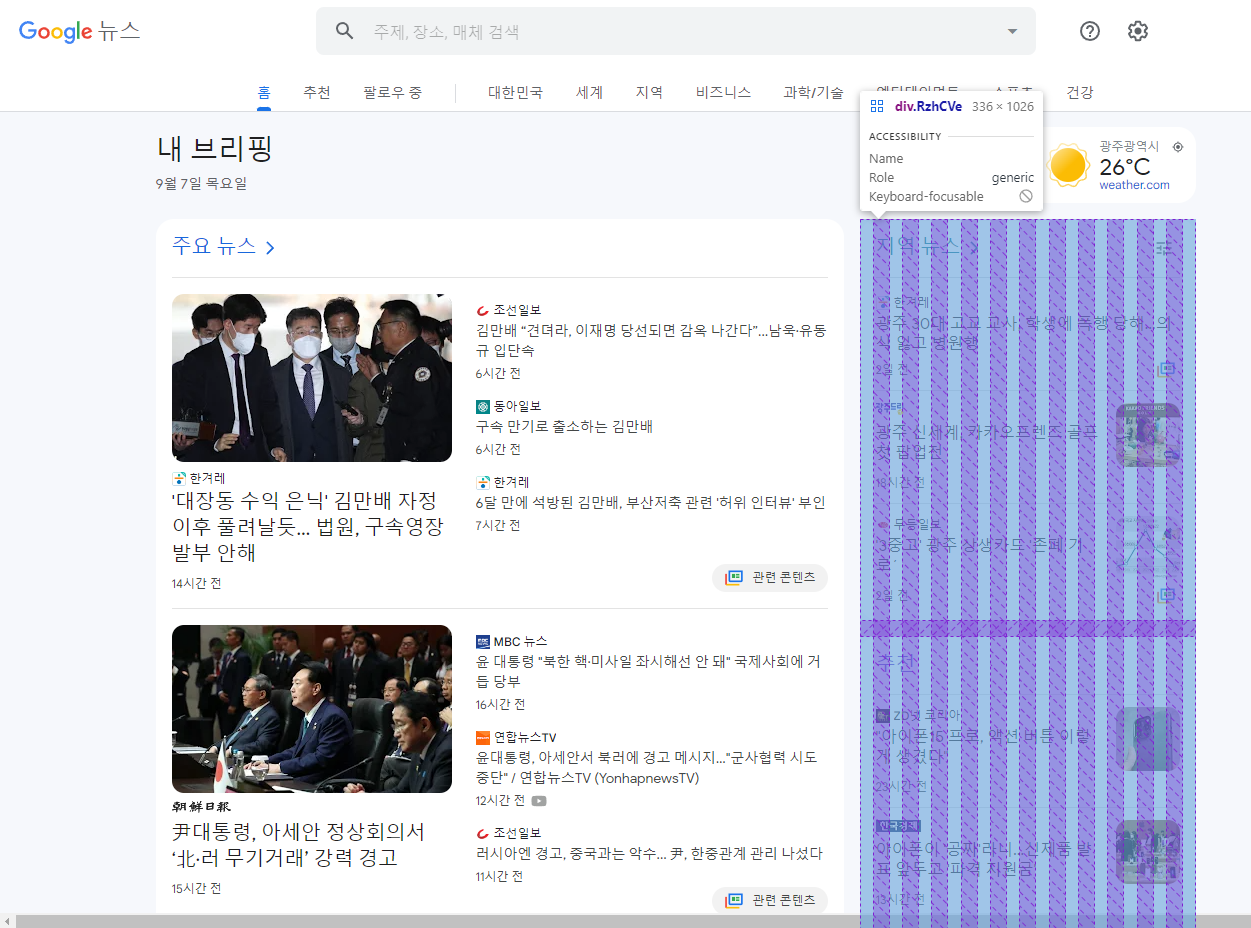 Google 뉴스
주제, 장소, 매체 검색
홈 추천 팔로우 중 대한민국 세계 지역 비즈니스 과학/기술 엔터테인먼트 스포츠 건강
div.RzhCVe 336 × 1026
ACCESSIBILITY
Name
Role generic
Keyboard-focusable
내 브리핑
9월 7일 목요일
광주광역시
26°C
weather.com
주요 뉴스
한겨레
'대장동 수익 은닉' 김만배 자정
이후 풀려날듯... 법원, 구속영장
발부 안해
14시간 전
조선일보
김만배 “견뎌라, 이재명 당선되면 감옥 나간다”…남욱·유동
규 입단속
6시간 전
동아일보
구속 만기로 출소하는 김만배
6시간 전
한겨레
6달 만에 석방된 김만배, 부산저축 관련 '허위 인터뷰' 부인
7시간 전
관련 콘텐츠
朝鮮日報
尹대통령, 아세안 정상회의서
‘北·러 무기거래’ 강력 경고
15시간 전
MBC 뉴스
윤 대통령 "북한 핵·미사일 좌시해선 안 돼" 국제사회에 거
듭 당부
16시간 전
연합뉴스TV
윤대통령, 아세안서 북러에 경고 메시지…"군사협력 시도
중단" / 연합뉴스TV (YonhapnewsTV)
12시간 전
조선일보
러시아엔 경고, 중국과는 악수... 尹, 한중관계 관리 나섰다
11시간 전
관련 콘텐츠
지역 뉴스
한겨레
광주 10대 고교 교사, 학생에 폭행 당해…의
식 잃고 병원행
2일 전
광주 신세계, 카카오프렌즈 골프
첫 팝업전
무등일보
'3중고' 광주 상생카드 존폐 기
로
2일 전
추천
ZD넷 코리아
"아이폰15 프로, 액션 버튼 이렇
게 생겼다"
23시간 전
한국경제
"아이폰이 공짜라니"…신제품 발
표 앞두고 파격 지원금